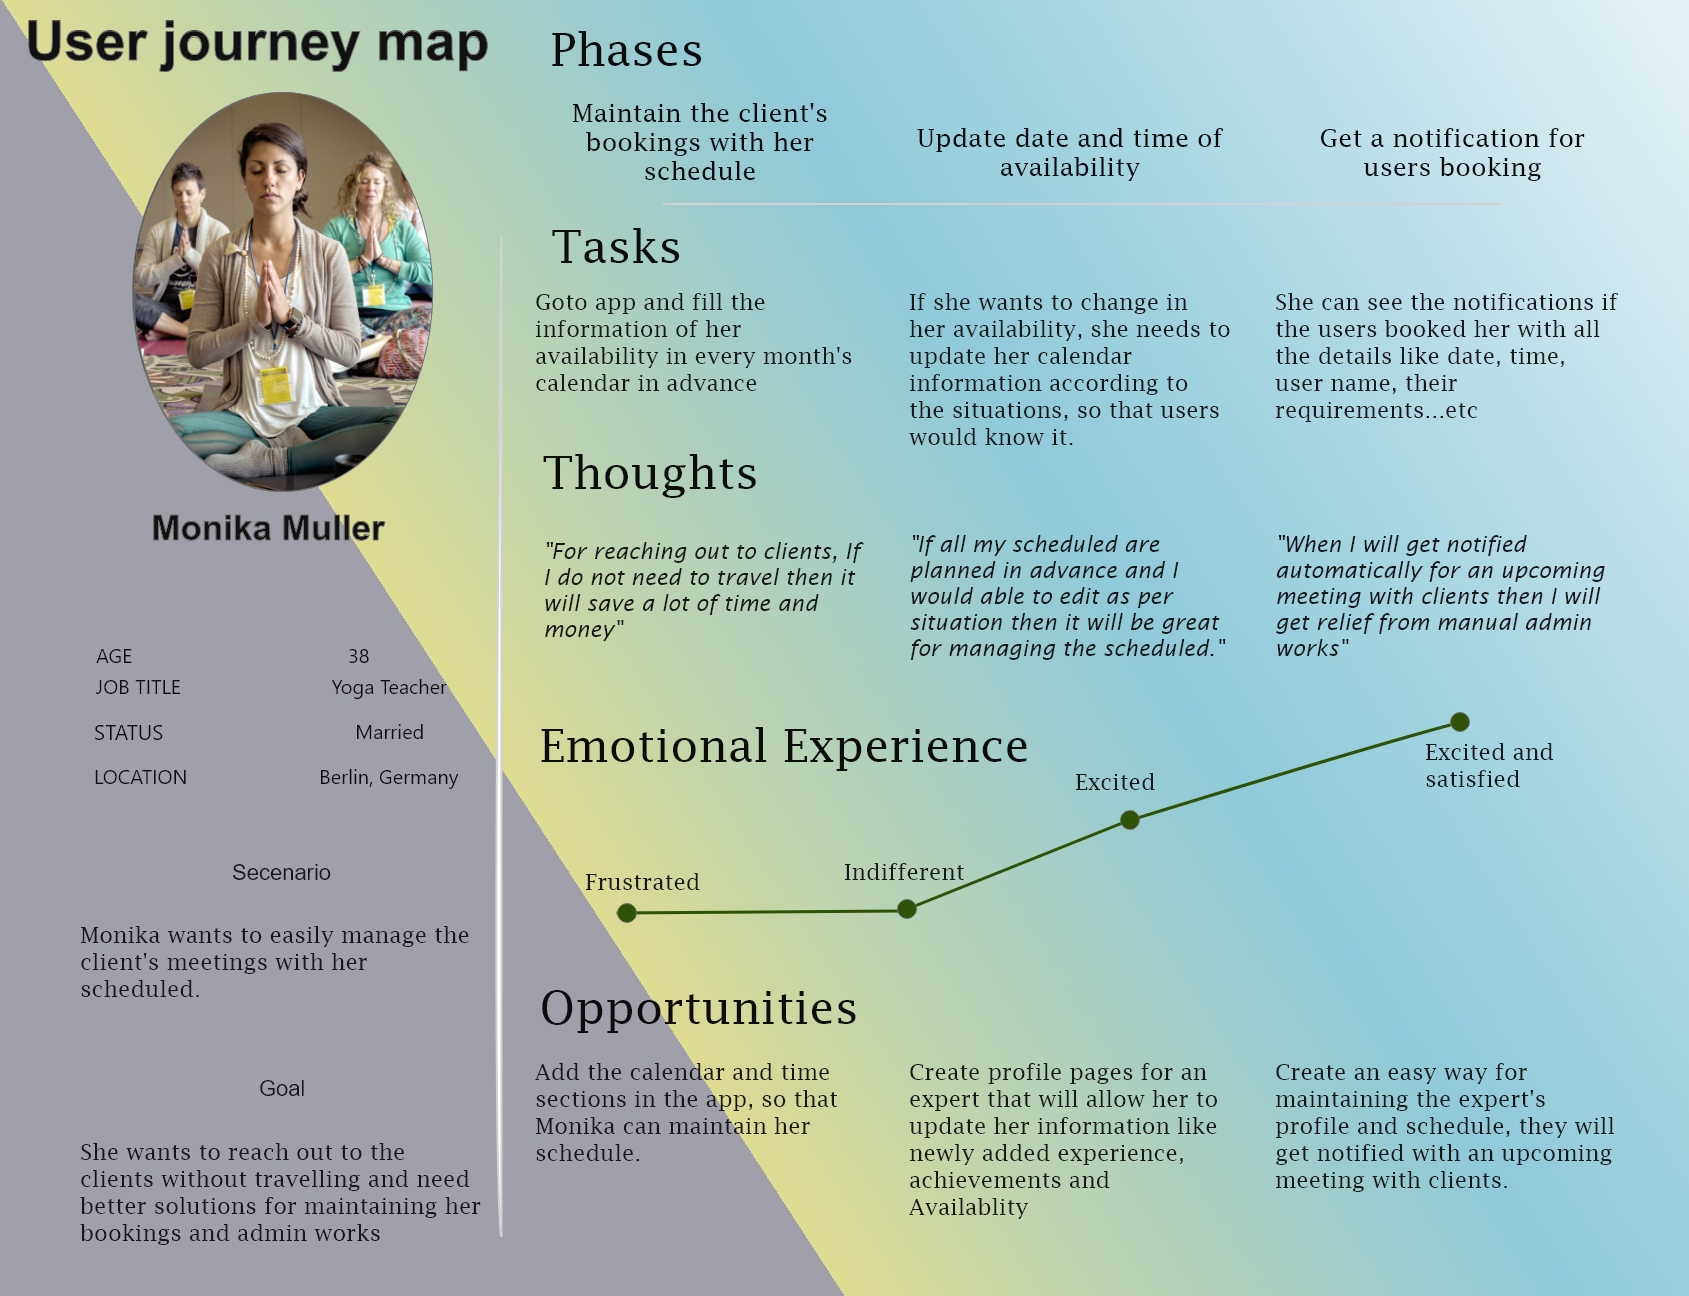 User journey map
Monika Muller
AGE 38
JOB TITLE Yoga Teacher
STATUS Married
LOCATION Berlin, Germany
Secenario
Monika wants to easily manage the
client's meetings with her
scheduled.
Goal
She wants to reach out to the
clients without travelling and need
better solutions for maintaining her
bookings and admin works
Phases
Maintain the client's
bookings with her
schedule
Update date and time of
availability
Get a notification for
users booking
Tasks
Goto app and fill the
information of her
availability in every month's
calendar in advance
If she wants to change in
her availability, she needs to
update her calendar
information according to
the situations, so that users
would know it.
She can see the notifications if
the users booked her with all
the details like date, time,
user name, their
requirements...etc
Thoughts
"For reaching out to clients, If
I do not need to travel then it
will save a lot of time and
money"
"If all my scheduled are
planned in advance and I
would able to edit as per
situation then it will be great
for managing the scheduled."
"When I will get notified
automatically for an upcoming
meeting with clients then I will
get relief from manual admin
works"
Emotional Experience
Frustrated
Indifferent
Excited
Excited and
satisfied
Opportunities
Add the calendar and time
sections in the app, so that
Monika can maintain her
schedule.
Create profile pages for an
expert that will allow her to
update her information like
newly added experience,
achievements and
Availablity
Create an easy way for
maintaining the expert's
profile and schedule, they will
get notified with an upcoming
meeting with clients.